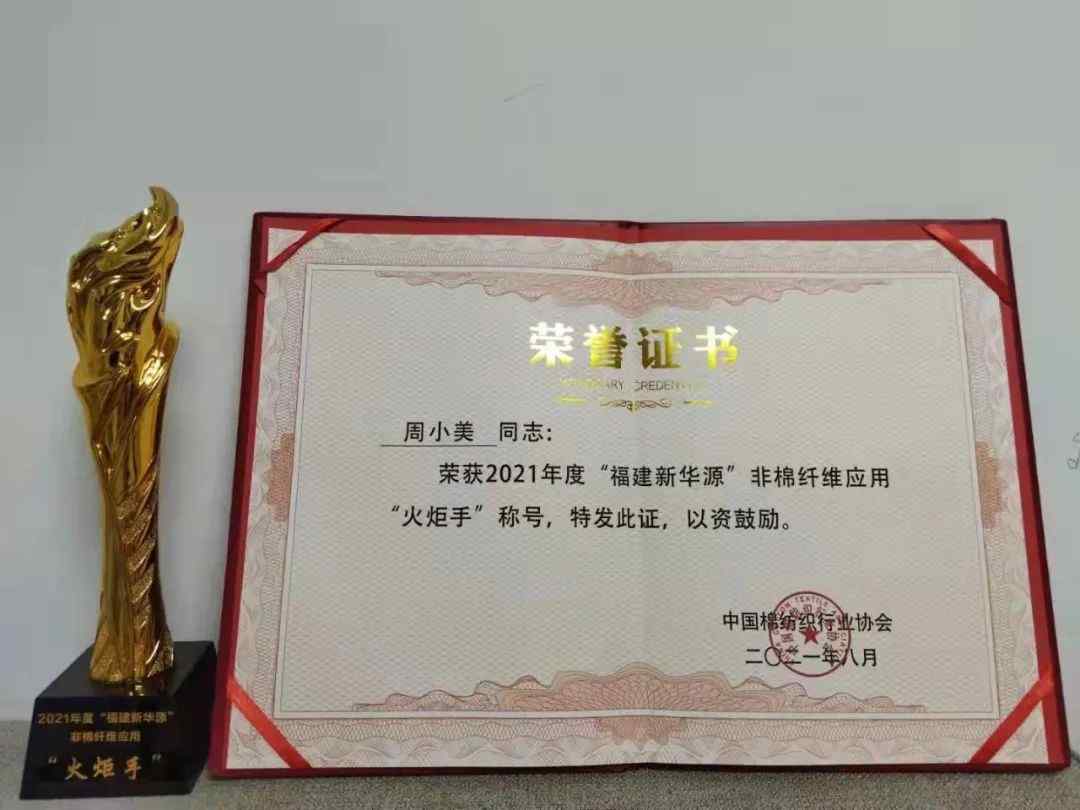 荣誉证书
周小美 同志:
荣获2021年度“福建新华源”非棉纤维应用
“火炬手”称号，特发此证，以资鼓励。
中国棉纺织行业协会
二〇二一年八月
2021年度“福建新华源”
非棉纤维应用
“火炬手”